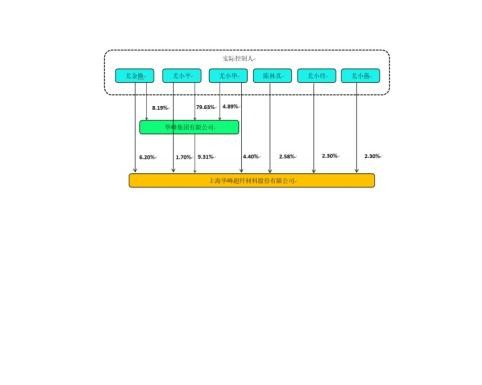 实际控制人
尤金焕 尤小平 尤小华 陈林真 尤小玲 尤小燕
8.19% 79.63% 4.89%
华峰集团有限公司
6.20% 1.70% 9.31% 4.40% 2.58% 2.30% 2.30%
上海华峰超纤材料股份有限公司